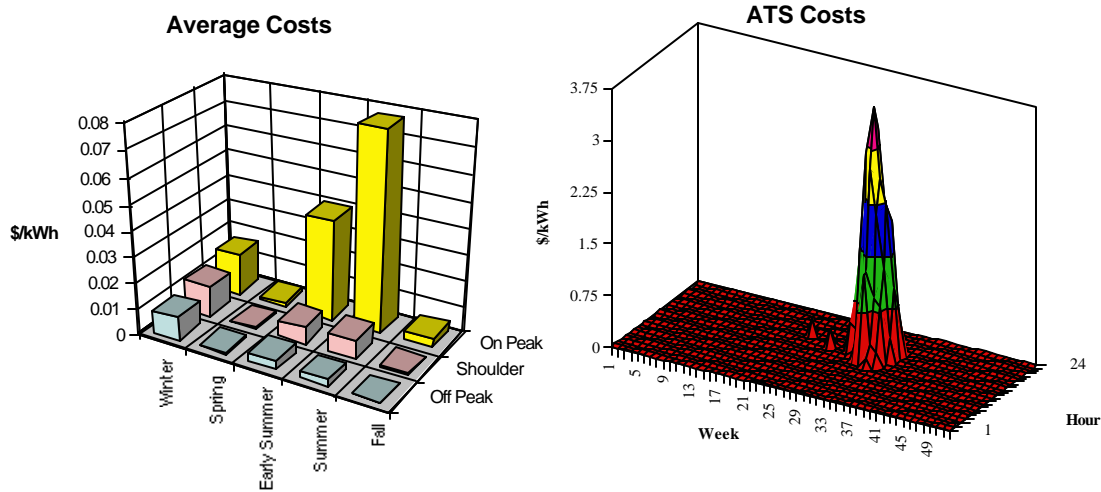 Average Costs
0.08
0.07
0.06
0.05
0.04
0.03
0.02
0.01
0
$/kWh
Winter
Spring
Early Summer
Summer
Fall
On Peak
Shoulder
Off Peak
ATS Costs
3.75
3
2.25
1.5
0.75
0
$/kWh
1
5
9
13
17
21
25
29
33
37
41
45
49
Week
1
24
Hour